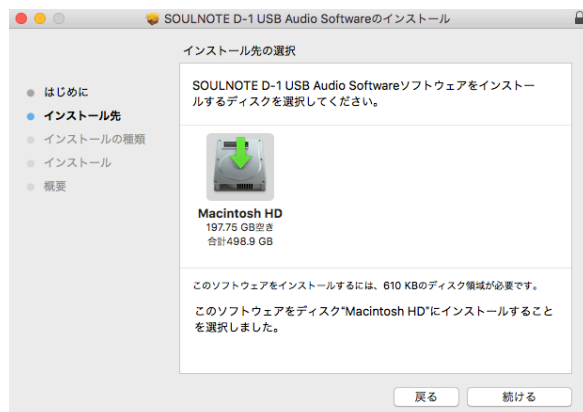 SOULNOTE D-1 USB Audio Softwareのインストール
インストール先の選択
はじめに
インストール先
インストールの種類
インストール
概要
SOULNOTE D-1 USB Audio Softwareソフトウェアをインストー
ルするディスクを選択してください。
Macintosh HD
197.75 GB空き
合計498.9 GB
このソフトウェアをインストールするには、610 KBのディスク領域が必要です。
このソフトウェアをディスク“Macintosh HD”にインストールすること
を選択しました。
戻る
続ける